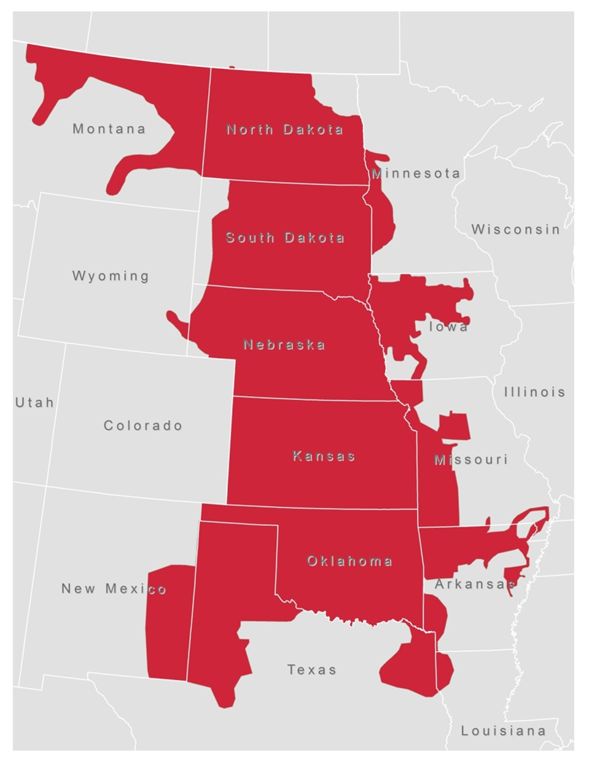 Montana
North Dakota
Minnesota
Wisconsin
South Dakota
Wyoming
Iowa
Nebraska
Illinois
Utah
Colorado
Kansas
Missouri
Oklahoma
Arkansas
New Mexico
Texas
Louisiana